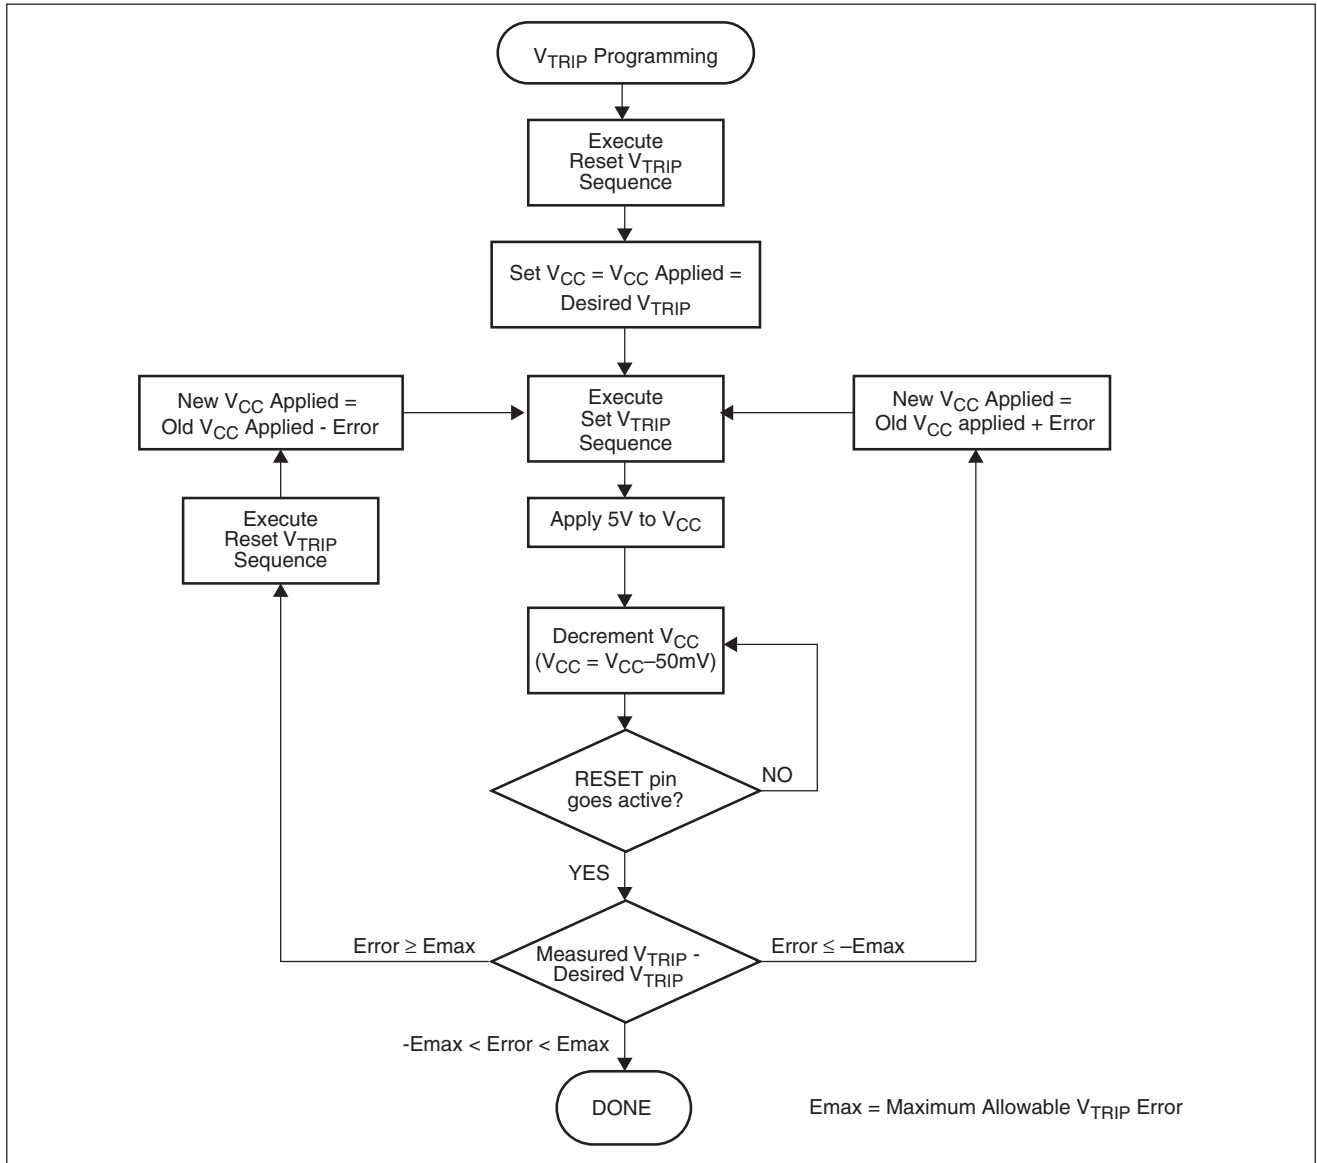 VTRIP Programming
Execute
Reset VTRIP
Sequence
Set VCC = VCC Applied =
Desired VTRIP
New VCC Applied =
Old VCC Applied - Error
Execute
Set VTRIP
Sequence
New VCC Applied =
Old VCC applied + Error
Execute
Reset VTRIP
Sequence
Apply 5V to VCC
Decrement VCC
(VCC = VCC–50mV)
RESET pin
goes active?
NO
YES
Error ≥ Emax
Measured VTRIP -
Desired VTRIP
Error ≤ –Emax
-Emax < Error < Emax
DONE
Emax = Maximum Allowable VTRIP Error